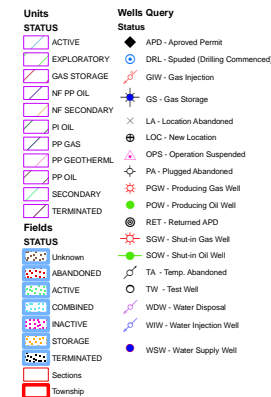 Units
STATUS
ACTIVE
EXPLORATORY
GAS STORAGE
NF PP OIL
NF SECONDARY
PI OIL
PP GAS
PP GEOTHERML
PP OIL
SECONDARY
TERMINATED
Fields
STATUS
Unknown
ABANDONED
ACTIVE
COMBINED
INACTIVE
STORAGE
TERMINATED
Sections
Township
Wells Query
Status
APD - Aproved Permit
DRL - Spuded (Drilling Commenced)
GIW - Gas Injection
GS - Gas Storage
LA - Location Abandoned
LOC - New Location
OPS - Operation Suspended
PA - Plugged Abandoned
PGW - Producing Gas Well
POW - Producing Oil Well
RET - Returned APD
SGW - Shut-in Gas Well
SOW - Shut-in Oil Well
TA - Temp. Abandoned
TW - Test Well
WDW - Water Disposal
WIW - Water Injection Well
WSW - Water Supply Well